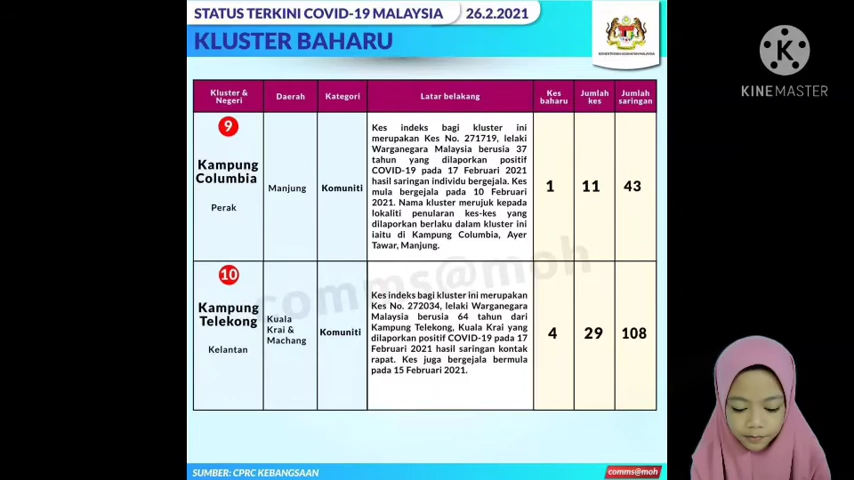 STATUS TERKINI COVID-19 MALAYSIA
26.2.2021
KLUSTER BAHARU
KINEMASTER
Kluster &
Negeri
Daerah
Kategori
Latar belakang
Kes
baharu
Jumlah
kes
Jumlah
saringan
9
Kampung
Columbia
Perak
Manjung
Komuniti
Kes indeks bagi kluster ini
merupakan Kes No. 271719, lelaki
Warganegara Malaysia berusia 37
tahun yang dilaporkan positif
COVID-19 pada 17 Februari 2021
hasil saringan individu bergejala. Kes
mula bergejala pada 10 Februari
2021. Nama kluster merujuk kepada
lokaliti penularan kes-kes yang
dilaporkan berlaku dalam kluster ini
iaitu di Kampung Columbia, Ayer
Tawar, Manjung.
1
11
43
10
Kampung
Telekong
Kelantan
Kuala
Krai &
Machang
Komuniti
Kes indeks bagi kluster ini merupakan
Kes No. 272034, lelaki Warganegara
Malaysia berusia 64 tahun dari
Kampung Telekong, Kuala Krai yang
dilaporkan positif COVID-19 pada 17
Februari 2021 hasil saringan kontak
rapat. Kes juga bergejala bermula
pada 15 Februari 2021.
4
29
108
comms@moh
SUMBER: CPRC KEBANGSAAN
comms@moh